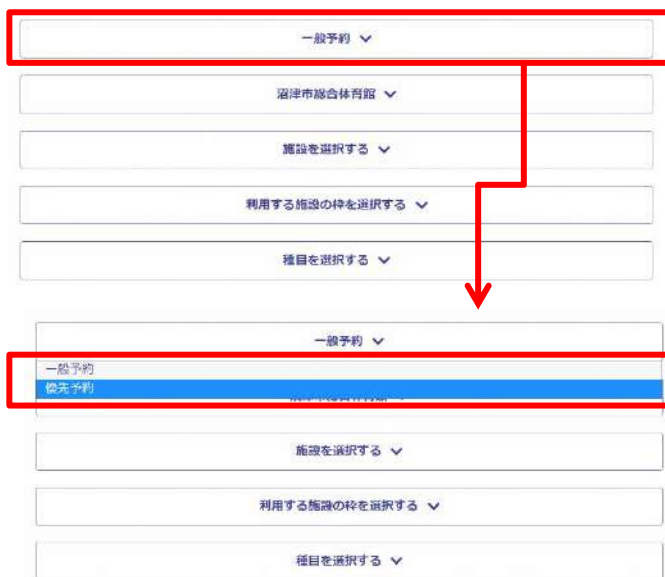 一般予約
沼津市総合体育館
施設を選択する
利用する施設の枠を選択する
種目を選択する
一般予約
一般予約
優先予約
施設を選択する
利用する施設の枠を選択する
種目を選択する